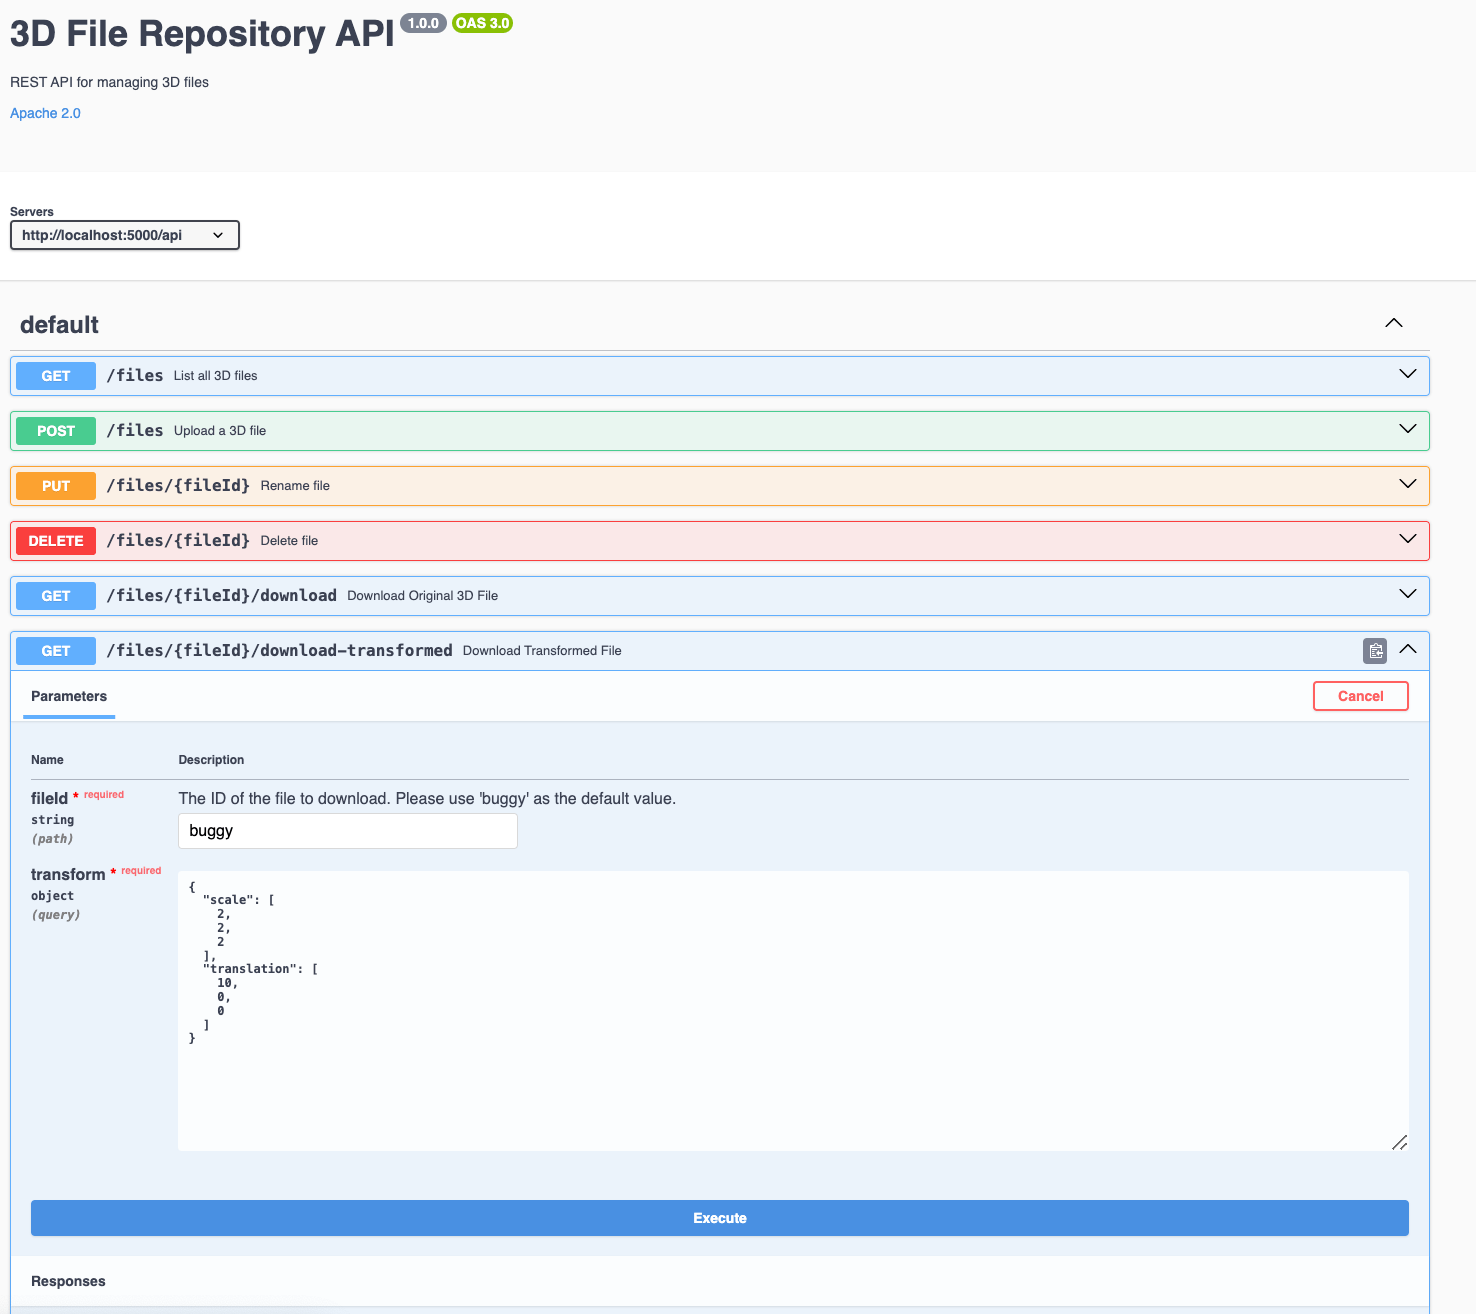 3D File Repository API 1.0.0 OAS 3.0
REST API for managing 3D files
Apache 2.0
Servers
http://localhost:5000/api
default
GET /files List all 3D files
POST /files Upload a 3D file
PUT /files/{fileId} Rename file
DELETE /files/{fileId} Delete file
GET /files/{fileId}/download Download Original 3D File
GET /files/{fileId}/download-transformed Download Transformed File
Parameters Cancel
Name Description
fileId * required The ID of the file to download. Please use 'buggy' as the default value.
string
(path)
buggy
transform * required
object
(query)
{
  "scale": [
    2,
    2,
    2
  ],
  "translation": [
    10,
    0,
    0
  ]
}
Execute
Responses